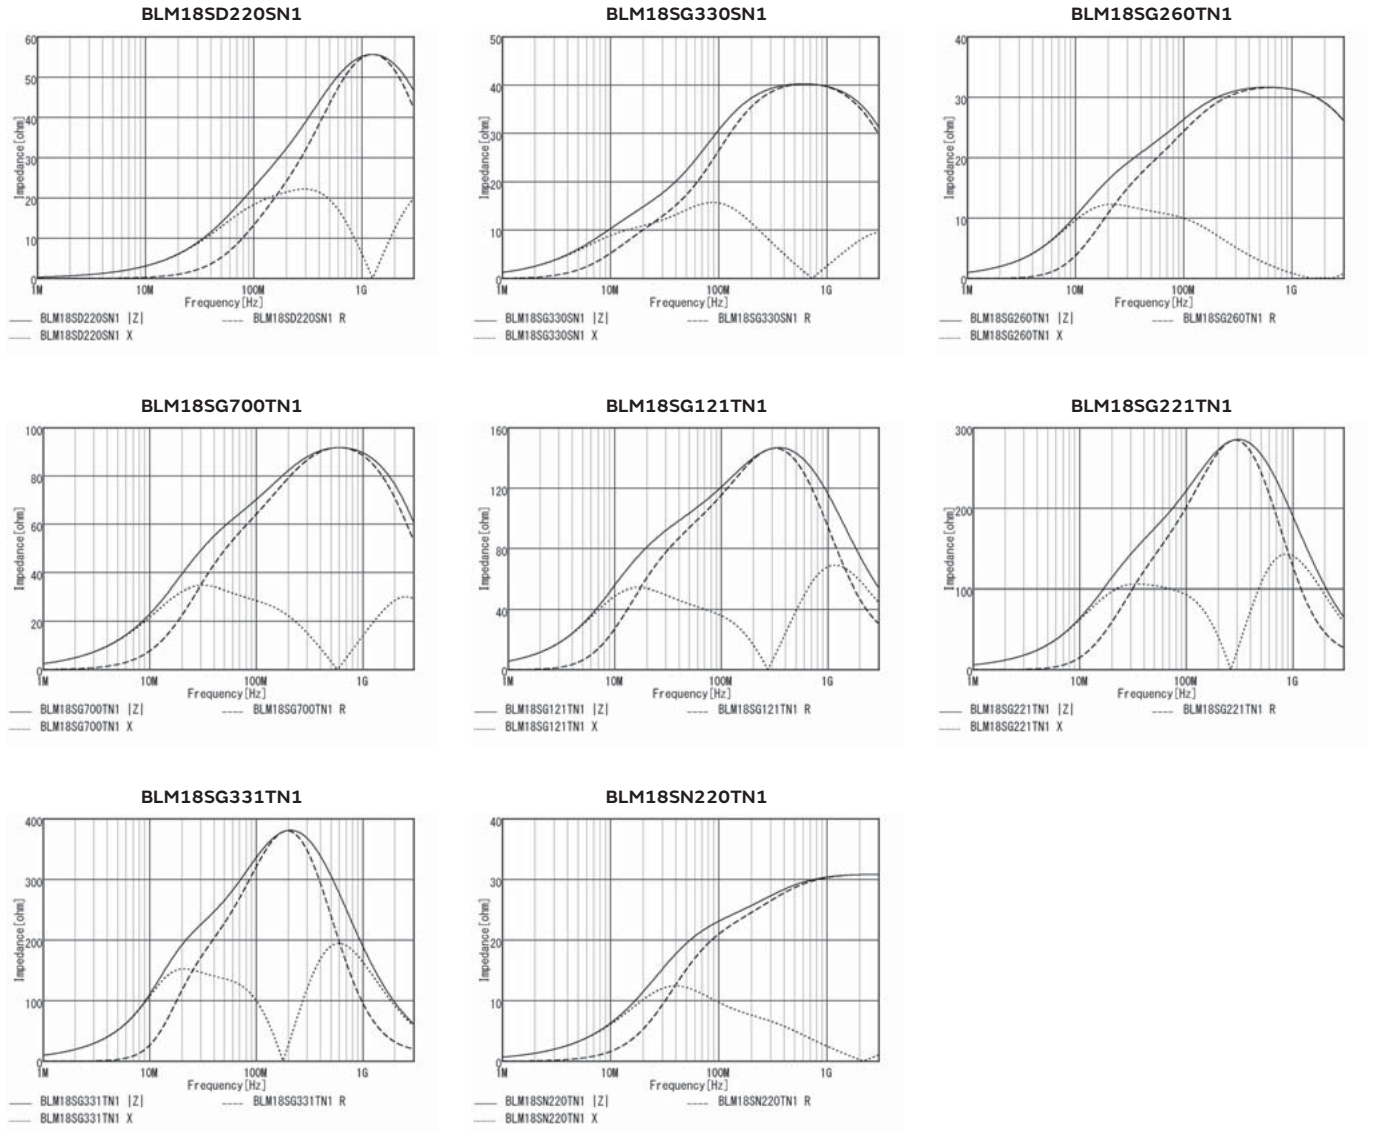 BLM18SD220SN1
60
50
40
30
20
10
0
Impedance[ohm]
1M 10M 100M 1G
Frequency[Hz]
BLM18SD220SN1 |Z| BLM18SD220SN1 R
BLM18SD220SN1 X
BLM18SG330SN1
50
40
30
20
10
0
Impedance[ohm]
1M 10M 100M 1G
Frequency[Hz]
BLM18SG330SN1 |Z| BLM18SG330SN1 R
BLM18SG330SN1 X
BLM18SG260TN1
40
30
20
10
0
Impedance[ohm]
1M 10M 100M 1G
Frequency[Hz]
BLM18SG260TN1 |Z| BLM18SG260TN1 R
BLM18SG260TN1 X
BLM18SG700TN1
100
80
60
40
20
0
Impedance[ohm]
1M 10M 100M 1G
Frequency[Hz]
BLM18SG700TN1 |Z| BLM18SG700TN1 R
BLM18SG700TN1 X
BLM18SG121TN1
160
120
80
40
0
Impedance[ohm]
1M 10M 100M 1G
Frequency[Hz]
BLM18SG121TN1 |Z| BLM18SG121TN1 R
BLM18SG121TN1 X
BLM18SG221TN1
300
200
100
0
Impedance[ohm]
1M 10M 100M 1G
Frequency[Hz]
BLM18SG221TN1 |Z| BLM18SG221TN1 R
BLM18SG221TN1 X
BLM18SG331TN1
400
300
200
100
0
Impedance[ohm]
1M 10M 100M 1G
Frequency[Hz]
BLM18SG331TN1 |Z| BLM18SG331TN1 R
BLM18SG331TN1 X
BLM18SN220TN1
40
30
20
10
0
Impedance[ohm]
1M 10M 100M 1G
Frequency[Hz]
BLM18SN220TN1 |Z| BLM18SN220TN1 R
BLM18SN220TN1 X